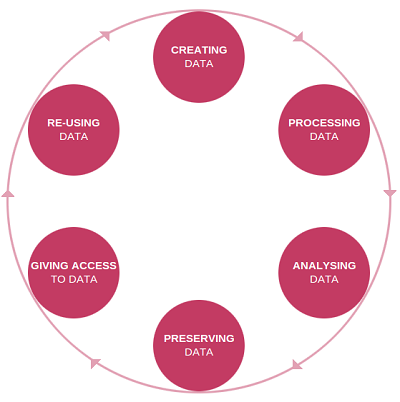 CREATING
DATA
PROCESSING
DATA
ANALYSING
DATA
PRESERVING
DATA
GIVING ACCESS
TO DATA
RE-USING
DATA